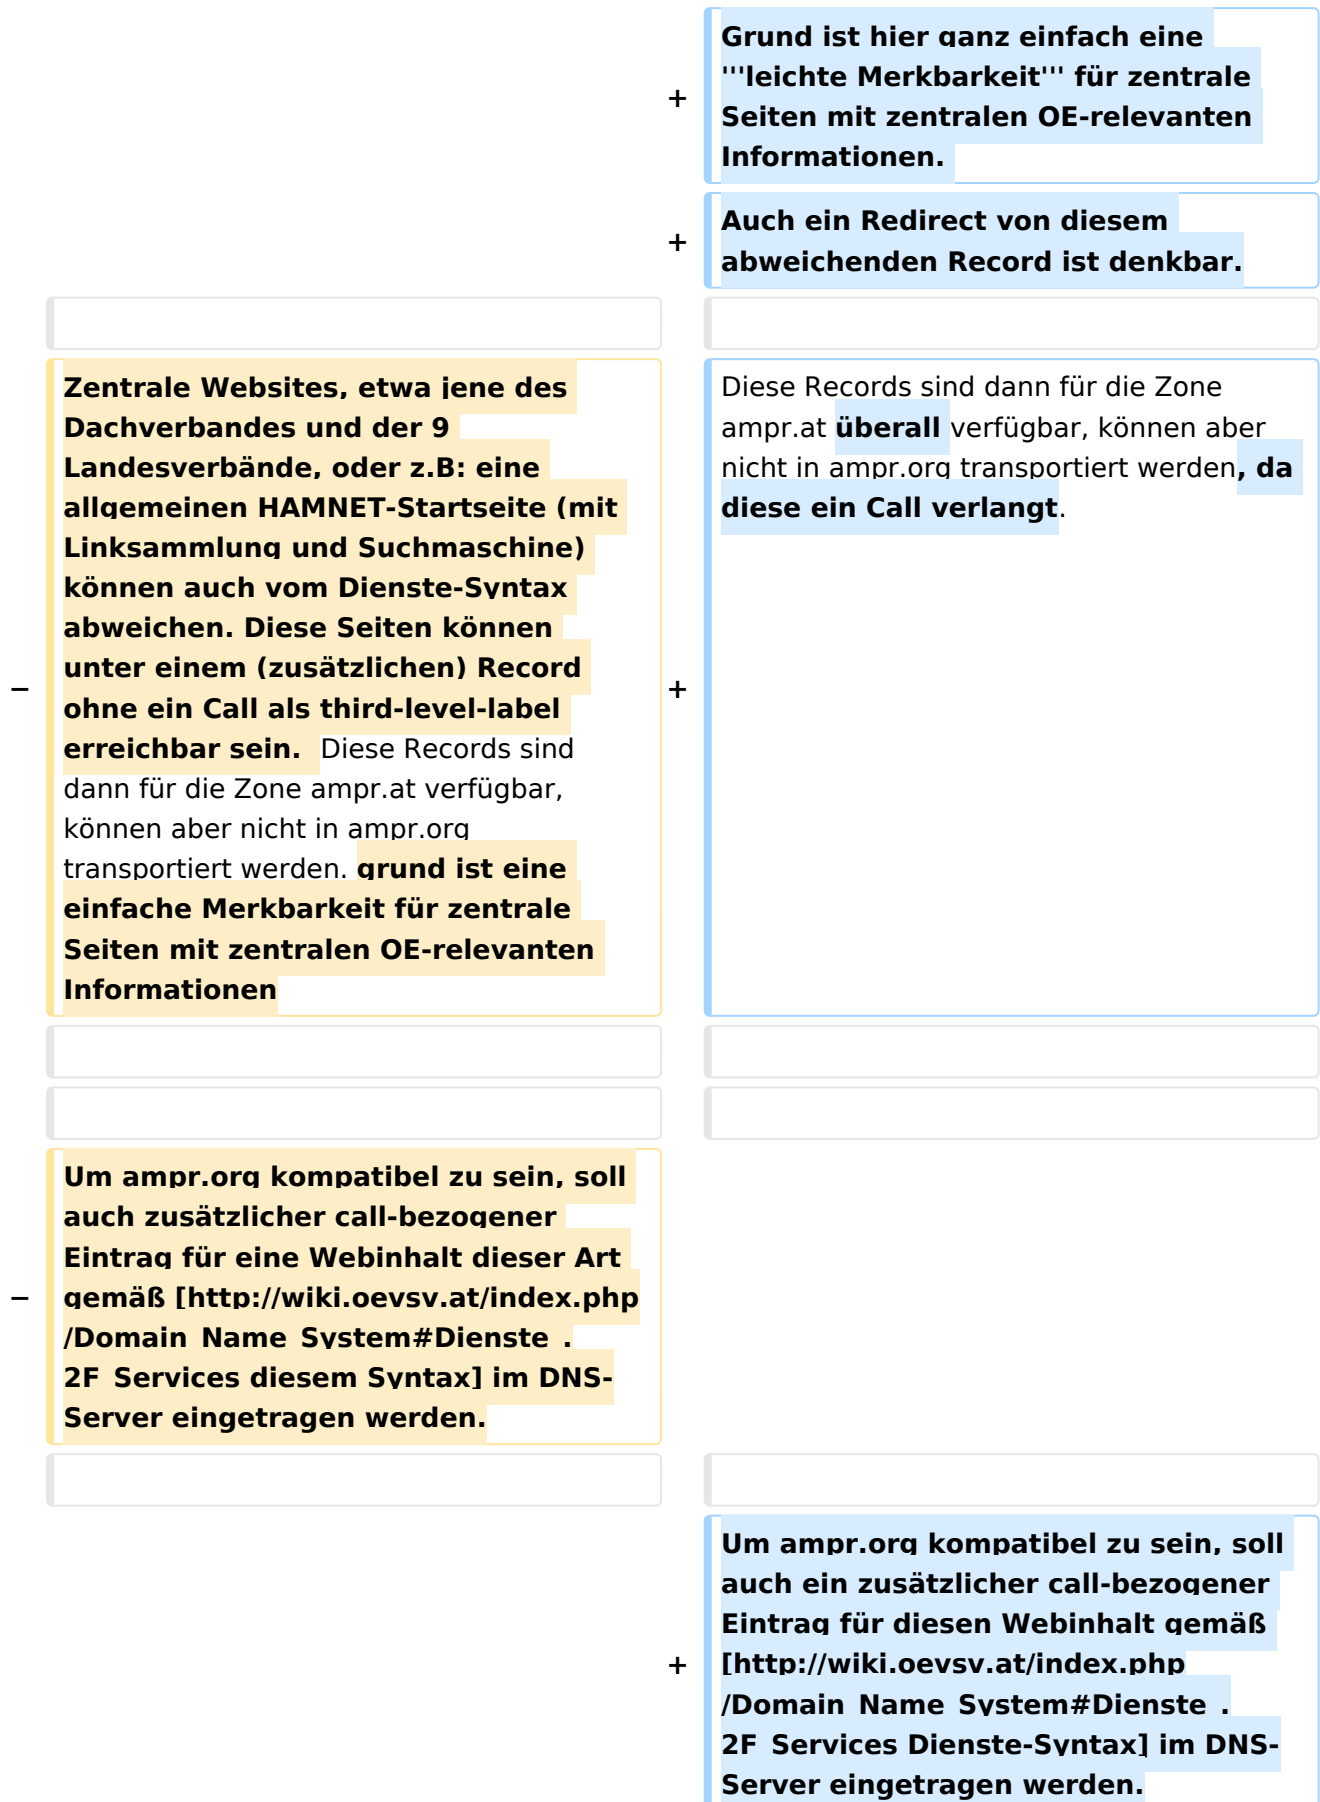 +
Grund ist hier ganz einfach eine
'''leichte Merkbarkeit''' für zentrale
Seiten mit zentralen OE-relevanten
Informationen.
+
Auch ein Redirect von diesem
abweichenden Record ist denkbar.
−
Zentrale Websites, etwa jene des
Dachverbandes und der 9
Landesverbände, oder z.B: eine
allgemeinen HAMNET-Startseite (mit
Linksammlung und Suchmaschine)
können auch vom Dienste-Syntax
abweichen. Diese Seiten können
unter einem (zusätzlichen) Record
ohne ein Call als third-level-label
erreichbar sein. Diese Records sind
dann für die Zone ampr.at verfügbar,
können aber nicht in ampr.org
transportiert werden. grund ist eine
einfache Merkbarkeit für zentrale
Seiten mit zentralen OE-relevanten
Informationen
+
Diese Records sind dann für die Zone
ampr.at überall verfügbar, können aber
nicht in ampr.org transportiert werden, da
diese ein Call verlangt.
−
Um ampr.org kompatibel zu sein, soll
auch zusätzlicher call-bezogener
Eintrag für eine Webinhalt dieser Art
gemäß [http://wiki.oevsv.at/index.php
/Domain_Name_System#Dienste_.
2F_Services diesem Syntax] im DNS-
Server eingetragen werden.
+
Um ampr.org kompatibel zu sein, soll
auch ein zusätzlicher call-bezogener
Eintrag für diesen Webinhalt gemäß
[http://wiki.oevsv.at/index.php
/Domain_Name_System#Dienste_.
2F_Services Dienste-Syntax] im DNS-
Server eingetragen werden.